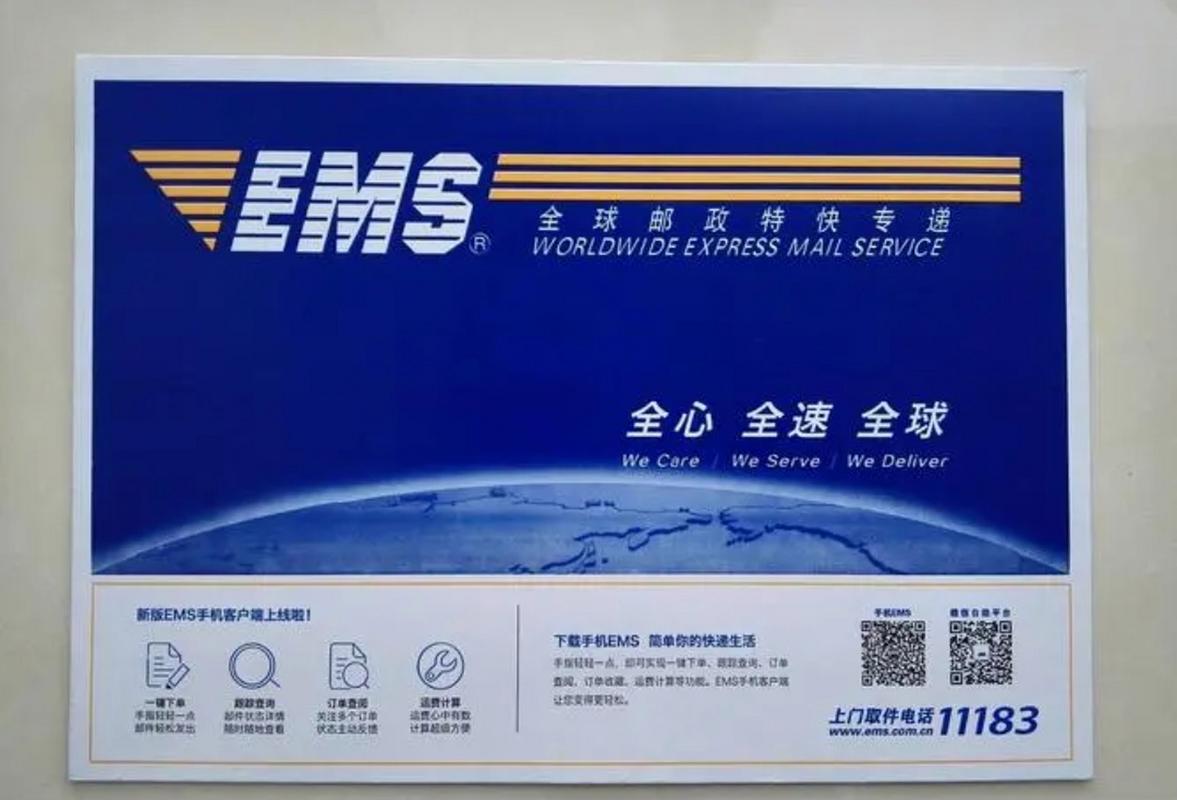 EMS®
全球邮政特快专递
WORLDWIDE EXPRESS MAIL SERVICE
全心 全速 全球
We Care / We Serve / We Deliver
新版EMS手机客户端上线啦！
一键下单
手指轻轻一点
邮件轻松发出
跟踪查询
邮件状态详情
随时随地查看
订单查阅
关注多个订单
状态主动反馈
运费计算
运费心中有数
计算超级方便
下载手机EMS 简单你的快递生活
手指轻轻一点，即可实现一键下单、跟踪查询、订单
查阅、订单收藏、运费计算等功能。EMS手机客户端
让您变得更轻松。
手机EMS
微信自助平台
上门取件电话 11183
www.ems.com.cn